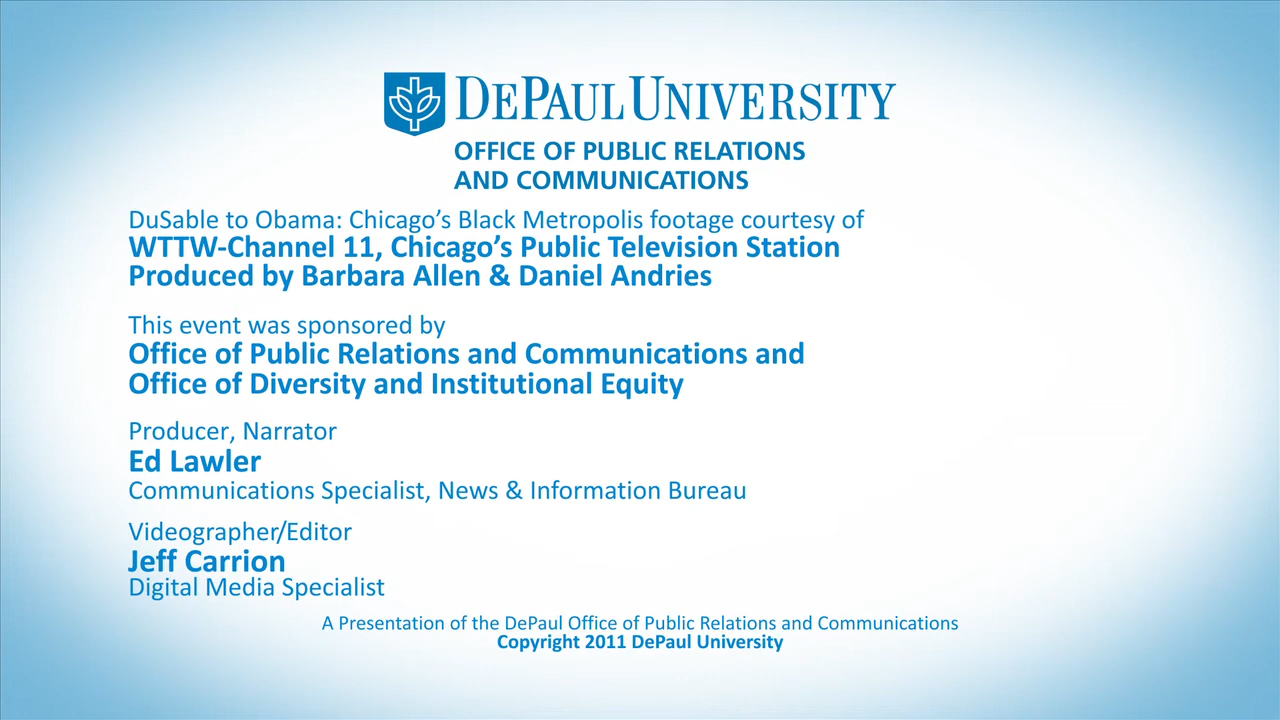 DePaul University
OFFICE OF PUBLIC RELATIONS
AND COMMUNICATIONS
DuSable to Obama: Chicago’s Black Metropolis footage courtesy of
WTTW-Channel 11, Chicago’s Public Television Station
Produced by Barbara Allen & Daniel Andries
This event was sponsored by
Office of Public Relations and Communications and
Office of Diversity and Institutional Equity
Producer, Narrator
Ed Lawler
Communications Specialist, News & Information Bureau
Videographer/Editor
Jeff Carrion
Digital Media Specialist
A Presentation of the DePaul Office of Public Relations and Communications
Copyright 2011 DePaul University